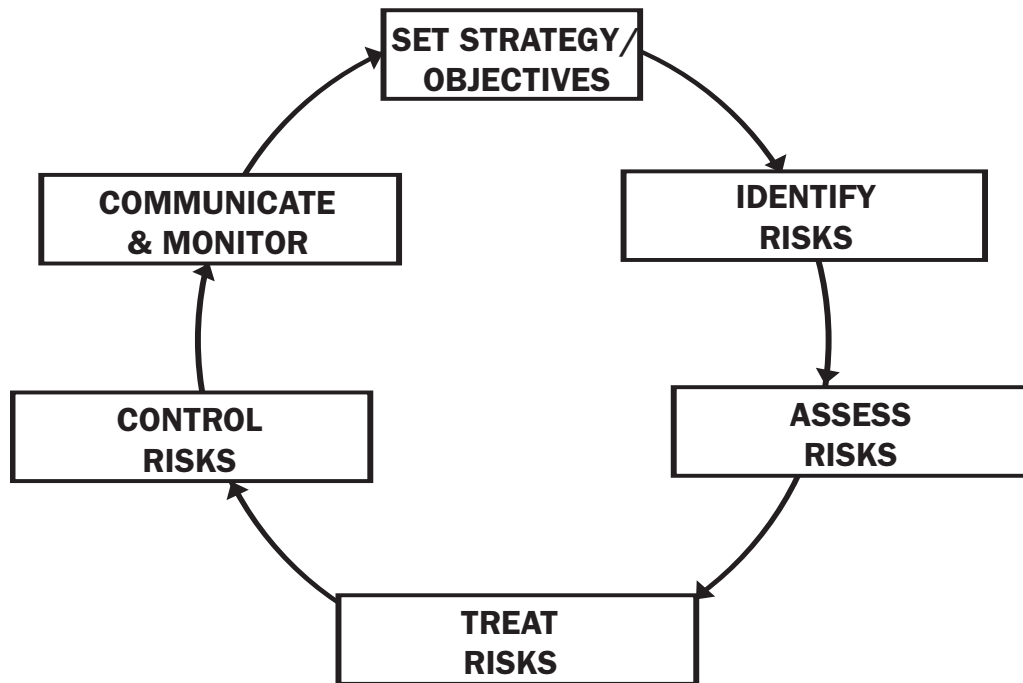 SET STRATEGY/
OBJECTIVES
IDENTIFY
RISKS
ASSESS
RISKS
TREAT
RISKS
CONTROL
RISKS
COMMUNICATE
& MONITOR